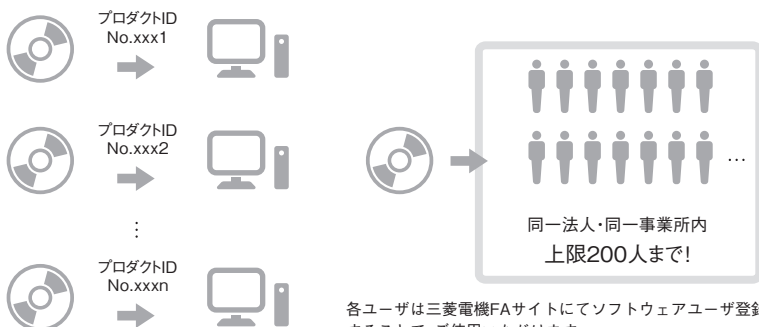 プロダクトID
No.xxx1
プロダクトID
No.xxx2
⋮
プロダクトID
No.xxxn
…
同一法人・同一事業所内
上限200人まで!
各ユーザは三菱電機FAサイトにてソフトウェアユーザ登録